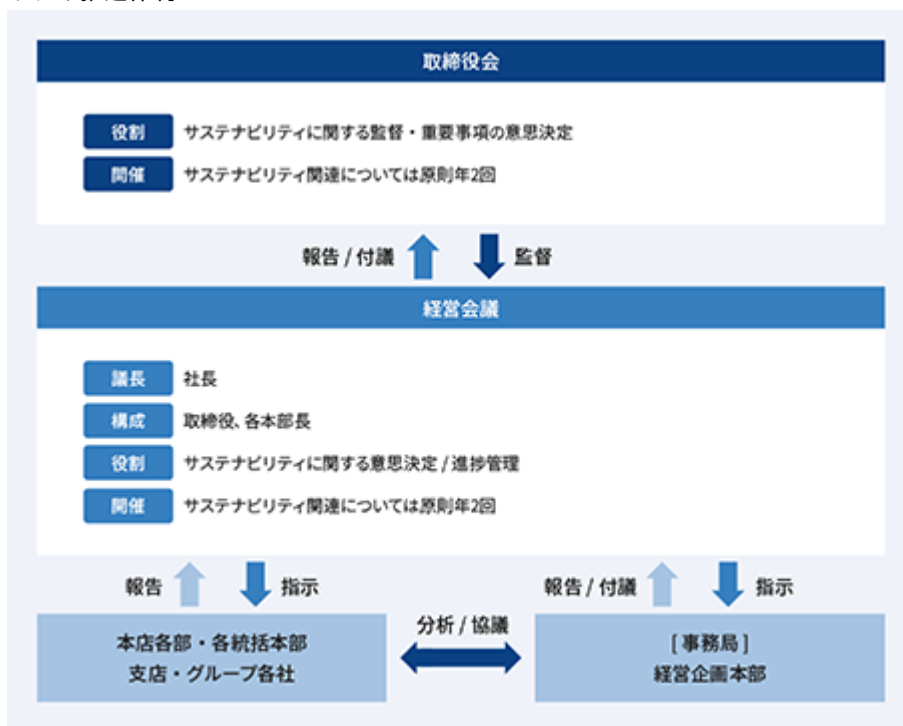 取締役会
役割 サステナビリティに関する監督・重要事項の意思決定
開催 サステナビリティ関連については原則年2回
報告 / 付議 監督
経営会議
議長 社長
構成 取締役、各本部長
役割 サステナビリティに関する意思決定 / 進捗管理
開催 サステナビリティ関連については原則年2回
報告 指示
報告 / 付議 指示
本店各部・各統括本部
支店・グループ各社
分析 / 協議
[ 事務局 ]
経営企画本部